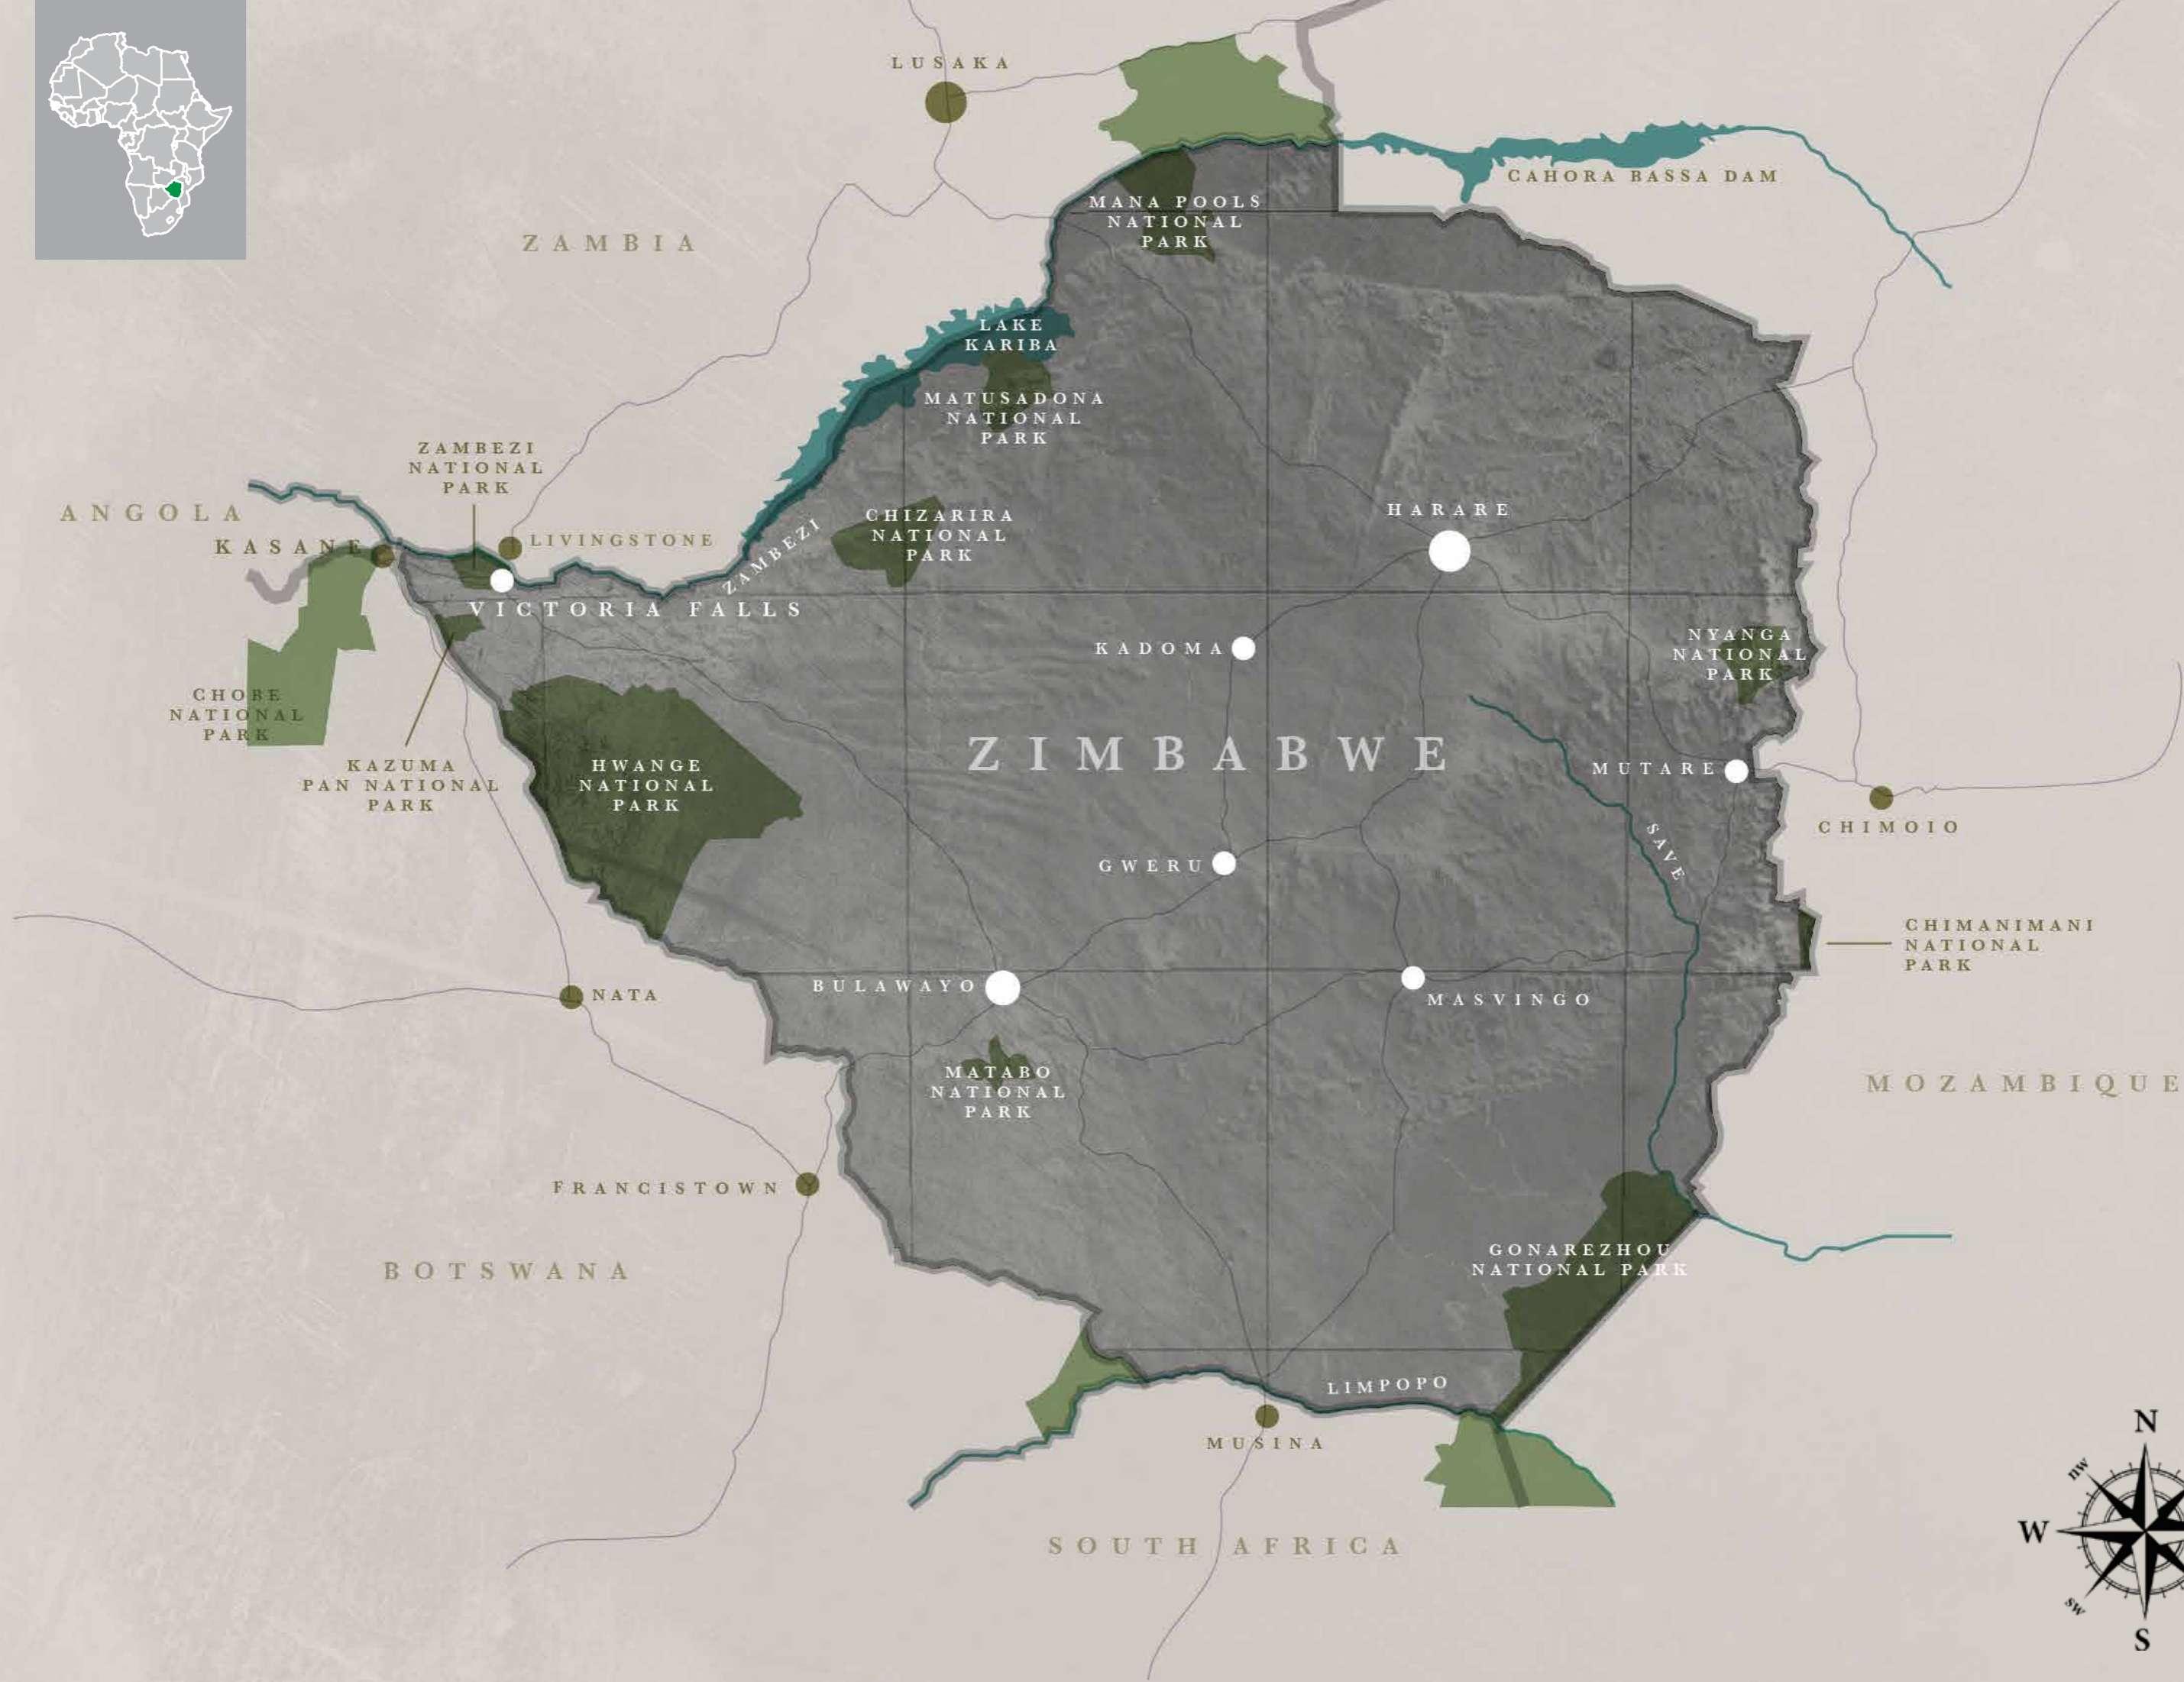 LUSAKA
CAHORA BASSA DAM
MANA POOLS
NATIONAL
PARK
ZAMBIA
LAKE
KARIBA
MATUSADONA
NATIONAL
PARK
ZAMBEZI
NATIONAL
PARK
ANGOLA
KASANE
LIVINGSTONE
ZAMBEZI
CHIZARIRA
NATIONAL
PARK
HARARE
VICTORIA FALLS
KADOMA
NYANGA
NATIONAL
PARK
CHOBE
NATIONAL
PARK
KAZUMA
PAN NATIONAL
PARK
HWANGE
NATIONAL
PARK
ZIMBABWE
MUTARE
CHIMOIO
SAVE
GWERU
CHIMANIMANI
NATIONAL
PARK
BULAWAYO
NATA
MASVINGO
MATABO
NATIONAL
PARK
MOZAMBIQUE
FRANCISTOWN
BOTSWANA
GONAREZHOU
NATIONAL PARK
LIMPOPO
MUSINA
SOUTH AFRICA
N
nw
W
sw
S